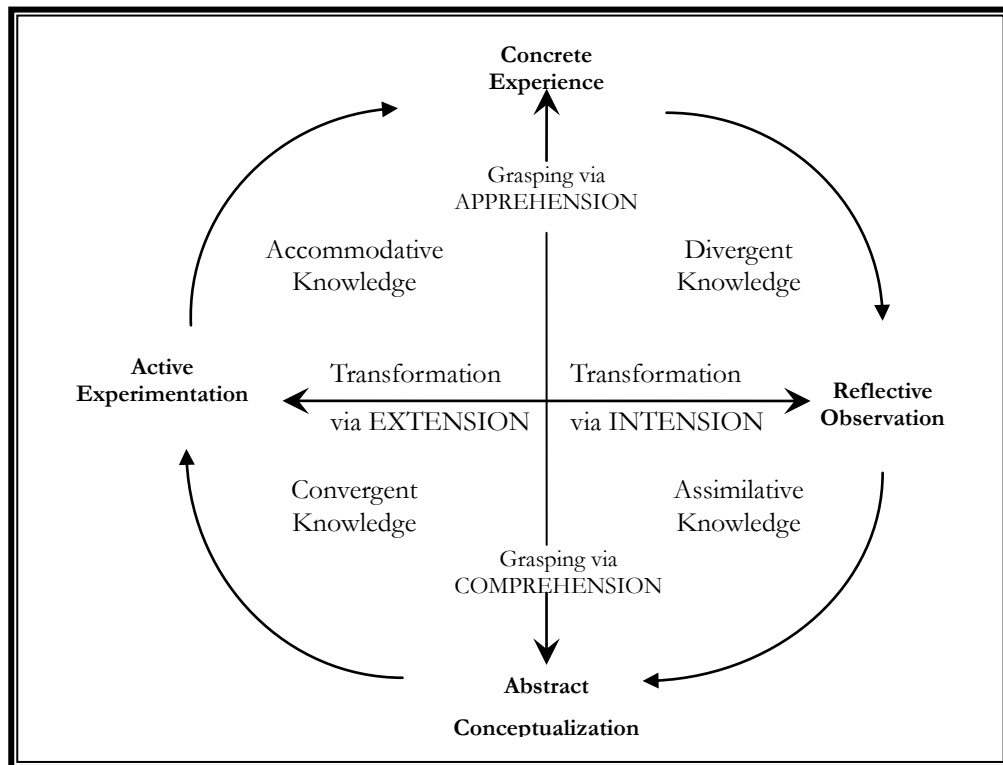 Concrete
Experience
Grasping via
APPREHENSION
Accommodative
Knowledge
Divergent
Knowledge
Active
Experimentation
Transformation
via EXTENSION
Transformation
via INTENSION
Reflective
Observation
Convergent
Knowledge
Assimilative
Knowledge
Grasping via
COMPREHENSION
Abstract
Conceptualization